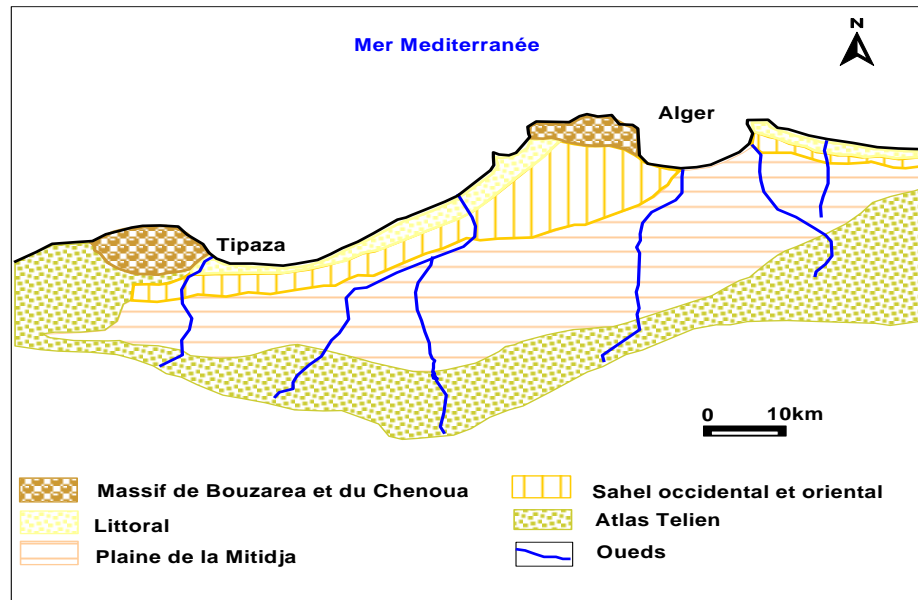 Mer Mediterranée
N
Alger
Tipaza
0 10km
Massif de Bouzarea et du Chenoua
Sahel occidental et oriental
Littoral
Atlas Telien
Plaine de la Mitidja
Oueds